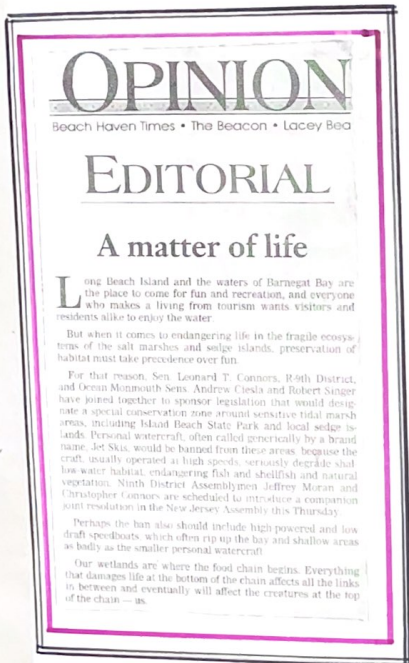 OPINION
Beach Haven Times • The Beacon • Lacey Bea
EDITORIAL
A matter of life
Long Beach Island and the waters of Barnegat Bay are
the place to come for fun and recreation, and everyone
who makes a living from tourism wants visitors and
residents alike to enjoy the water.
But when it comes to endangering life in the fragile ecosys-
tems of the salt marshes and sedge islands, preservation of
habitat must take precedence over fun.
For that reason, Sen. Leonard T. Connors, R-9th District,
and Ocean Monmouth Sens. Andrew Ciesla and Robert Singer
have joined together to sponsor legislation that would desig-
nate a special conservation zone around sensitive tidal marsh
areas, including Island Beach State Park and local sedge is-
lands. Personal watercraft, often called generically by a brand
name, Jet Skis, would be banned from these areas, because the
craft, usually operated at high speeds, seriously degrade shal-
low water habitat, endangering fish and shellfish and natural
vegetation. Ninth District Assemblymen Jeffrey Moran and
Christopher Connors are scheduled to introduce a companion
joint resolution in the New Jersey Assembly this Thursday.
Perhaps the ban also should include high powered and low
draft speedboats, which often rip up the bay and shallow areas
as badly as the smaller personal watercraft.
Our wetlands are where the food chain begins. Everything
that damages life at the bottom of the chain affects all the links
in between and eventually will affect the creatures at the top
of the chain — us.